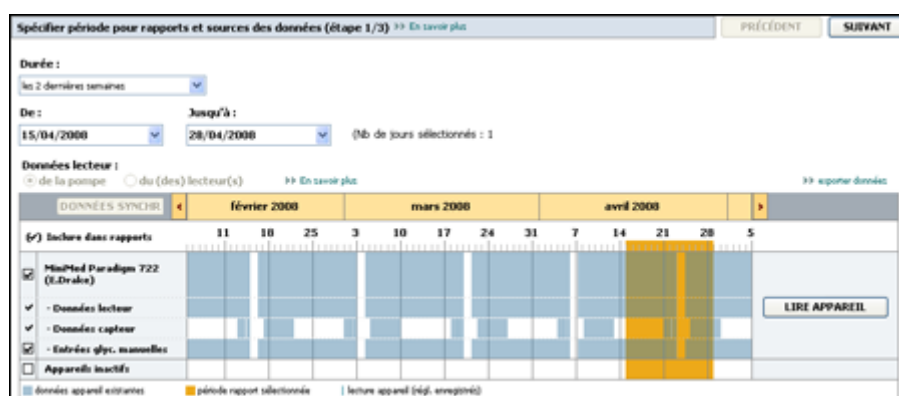 Spécifier période pour rapports et sources des données (étape 1/3) >> En savoir plus PRÉCÉDENT SUIVANT
Durée :
les 2 dernières semaines
De : Jusqu'à :
15/04/2008 28/04/2008 (Nb de jours sélectionnés : 1
Données lecteur :
de la pompe du (des) lecteur(s) >> En savoir plus >> exporter données
DONNÉES SYNCHR février 2008 mars 2008 avril 2008
(✓) Inclure dans rapports 11 18 25 3 10 17 24 31 7 14 21 28 5
MiniMed Paradigm 722
(E.Drake)
- Données lecteur LIRE APPAREIL
- Données capteur
- Entrées glyc. manuelles
Appareils inactifs
données appareil existantes période rapport sélectionnée lecture appareil (régl. enregistrés)